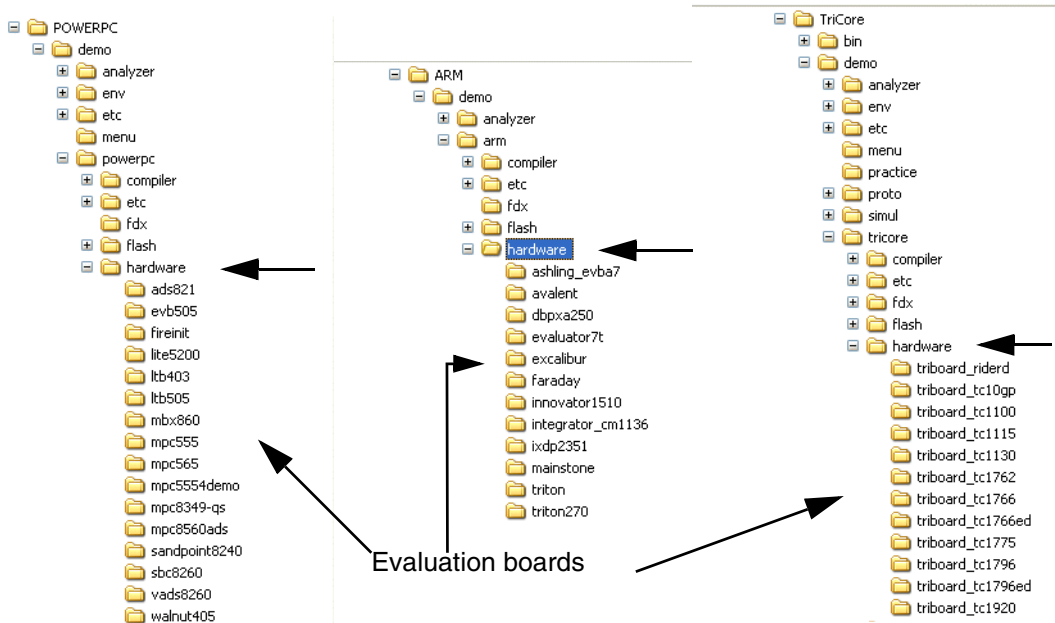 POWERPC
demo
analyzer
env
etc
menu
powerpc
compiler
etc
fdx
flash
hardware
ads821
evb505
fireinit
lite5200
ltb403
ltb505
mbx860
mpc555
mpc565
mpc5554demo
mpc8349-qs
mpc8560ads
sandpoint8240
sbc8260
vads8260
walnut405
ARM
demo
analyzer
arm
compiler
etc
fdx
flash
hardware
ashling_evba7
avalent
dbpxa250
evaluator7t
excalibur
faraday
innovator1510
integrator_cm1136
ixdp2351
mainstone
triton
triton270
Evaluation boards
TriCore
bin
demo
analyzer
env
etc
menu
practice
proto
simul
tricore
compiler
etc
fdx
flash
hardware
triboard_riderd
triboard_tc10gp
triboard_tc1100
triboard_tc1115
triboard_tc1130
triboard_tc1762
triboard_tc1766
triboard_tc1766ed
triboard_tc1775
triboard_tc1796
triboard_tc1796ed
triboard_tc1920